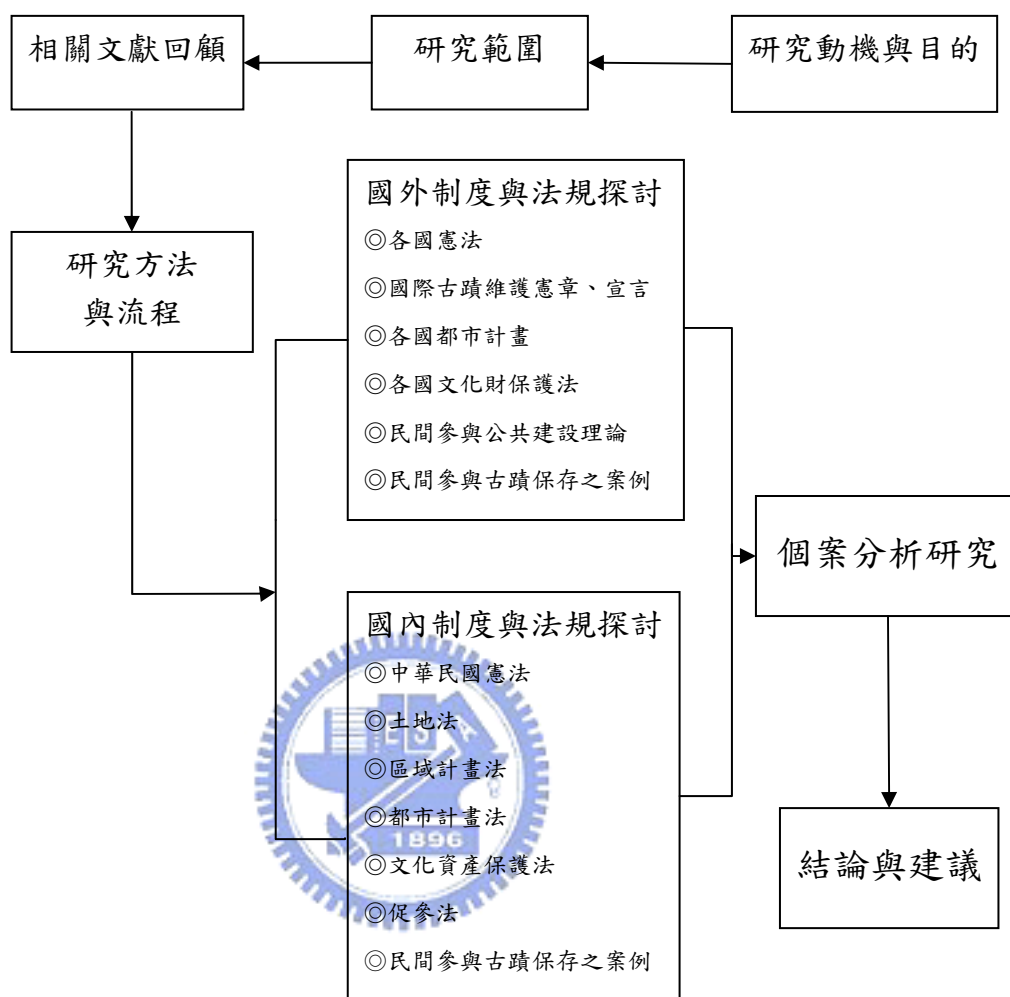 相關文獻回顧
研究範圍
研究動機與目的
研究方法
與流程
國外制度與法規探討
◎各國憲法
◎國際古蹟維護憲章、宣言
◎各國都市計畫
◎各國文化財保護法
◎民間參與公共建設理論
◎民間參與古蹟保存之案例
國內制度與法規探討
◎中華民國憲法
◎土地法
◎區域計畫法
◎都市計畫法
◎文化資產保護法
◎促參法
◎民間參與古蹟保存之案例
個案分析研究
結論與建議
1896